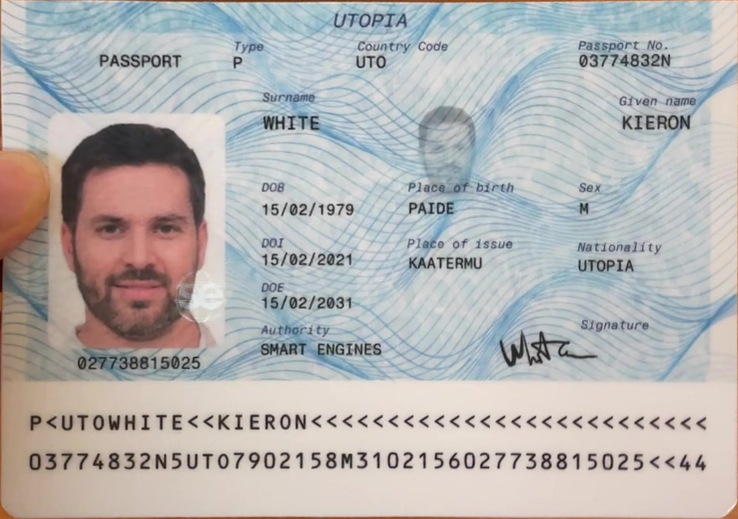 UTOPIA
PASSPORT Type Country Code Passport No.
P UTO 03774832N
Surname Given name
WHITE KIERON
DOB Place of birth Sex
15/02/1979 PAIDE M
DOI Place of issue Nationality
15/02/2021 KAATERMU UTOPIA
DOE
15/02/2031
Authority Signature
SMART ENGINES
se
027738815025
P<UTOWHITE<<KIERON<<<<<<<<<<<<<<<<<<<<<<<<<<
03774832N5UTO7902158M3102156027738815025<<44